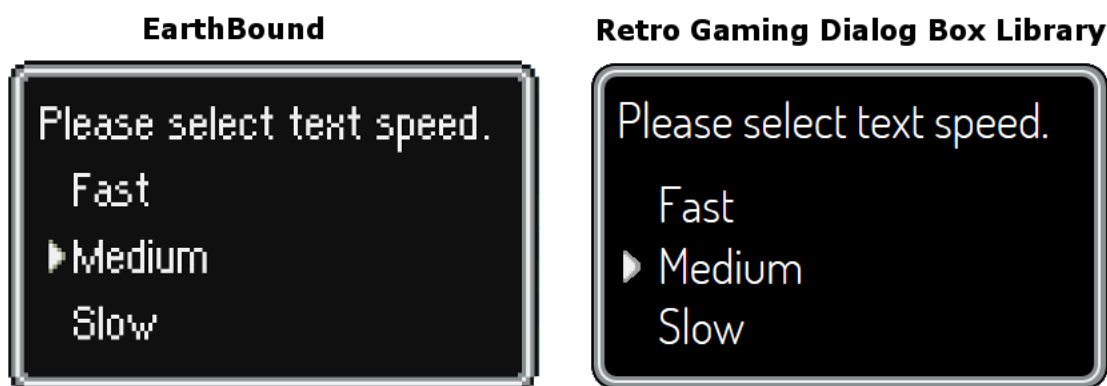 EarthBound
Please select text speed.
Fast
Medium
Slow
Retro Gaming Dialog Box Library
Please select text speed.
Fast
Medium
Slow